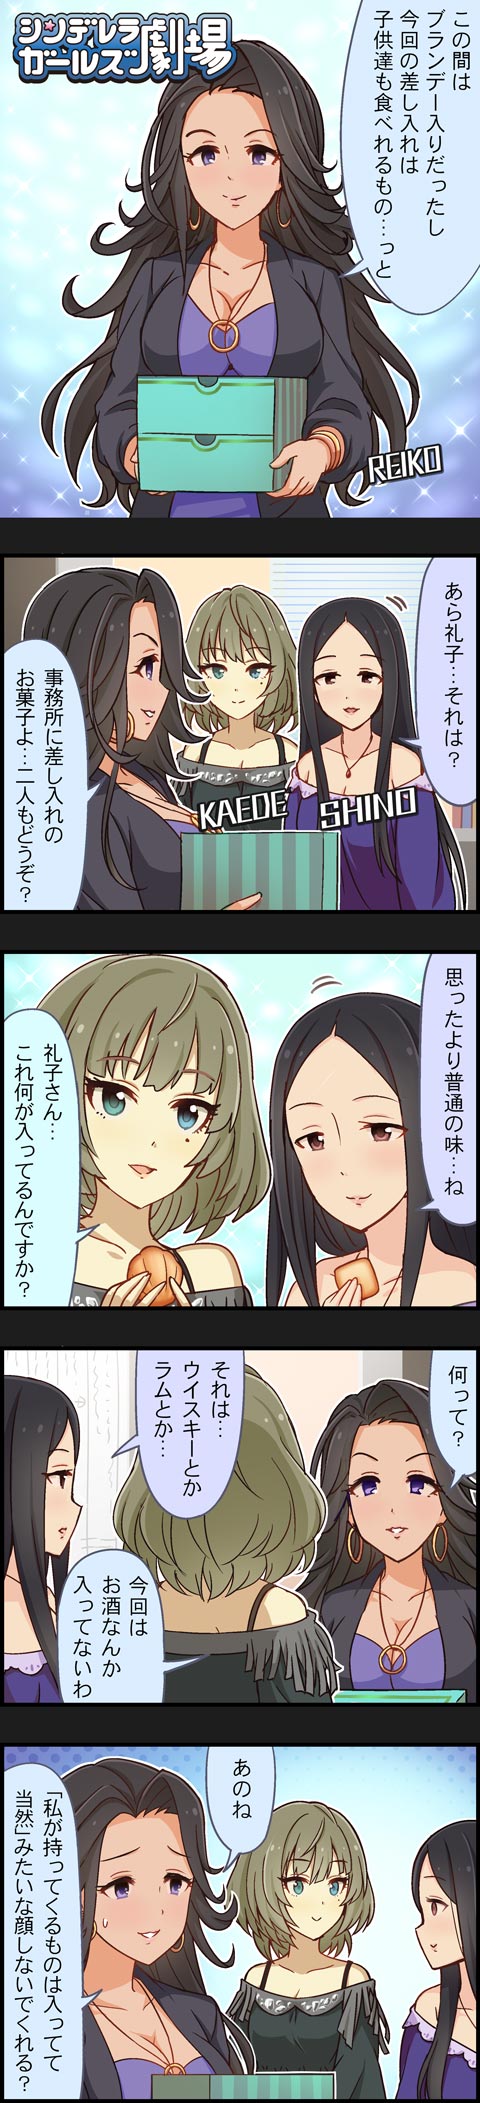 シンデレラ
ガールズ劇場
この間は
ブランデー入りだったし
今回の差し入れは
子供達も食べれるもの…っと
REIKO
あら礼子…それは？
事務所に差し入れの
お菓子よ…二人もどうぞ？
KAEDE
SHINO
思ったより普通の味…ね
礼子さん…
これ何が入ってるんですか？
何って？
それは…
ウイスキーとか
ラムとか…
今回は
お酒なんか
入ってないわ
あのね
「私が持ってくるものは入ってて
当然」みたいな顔しないでくれる？